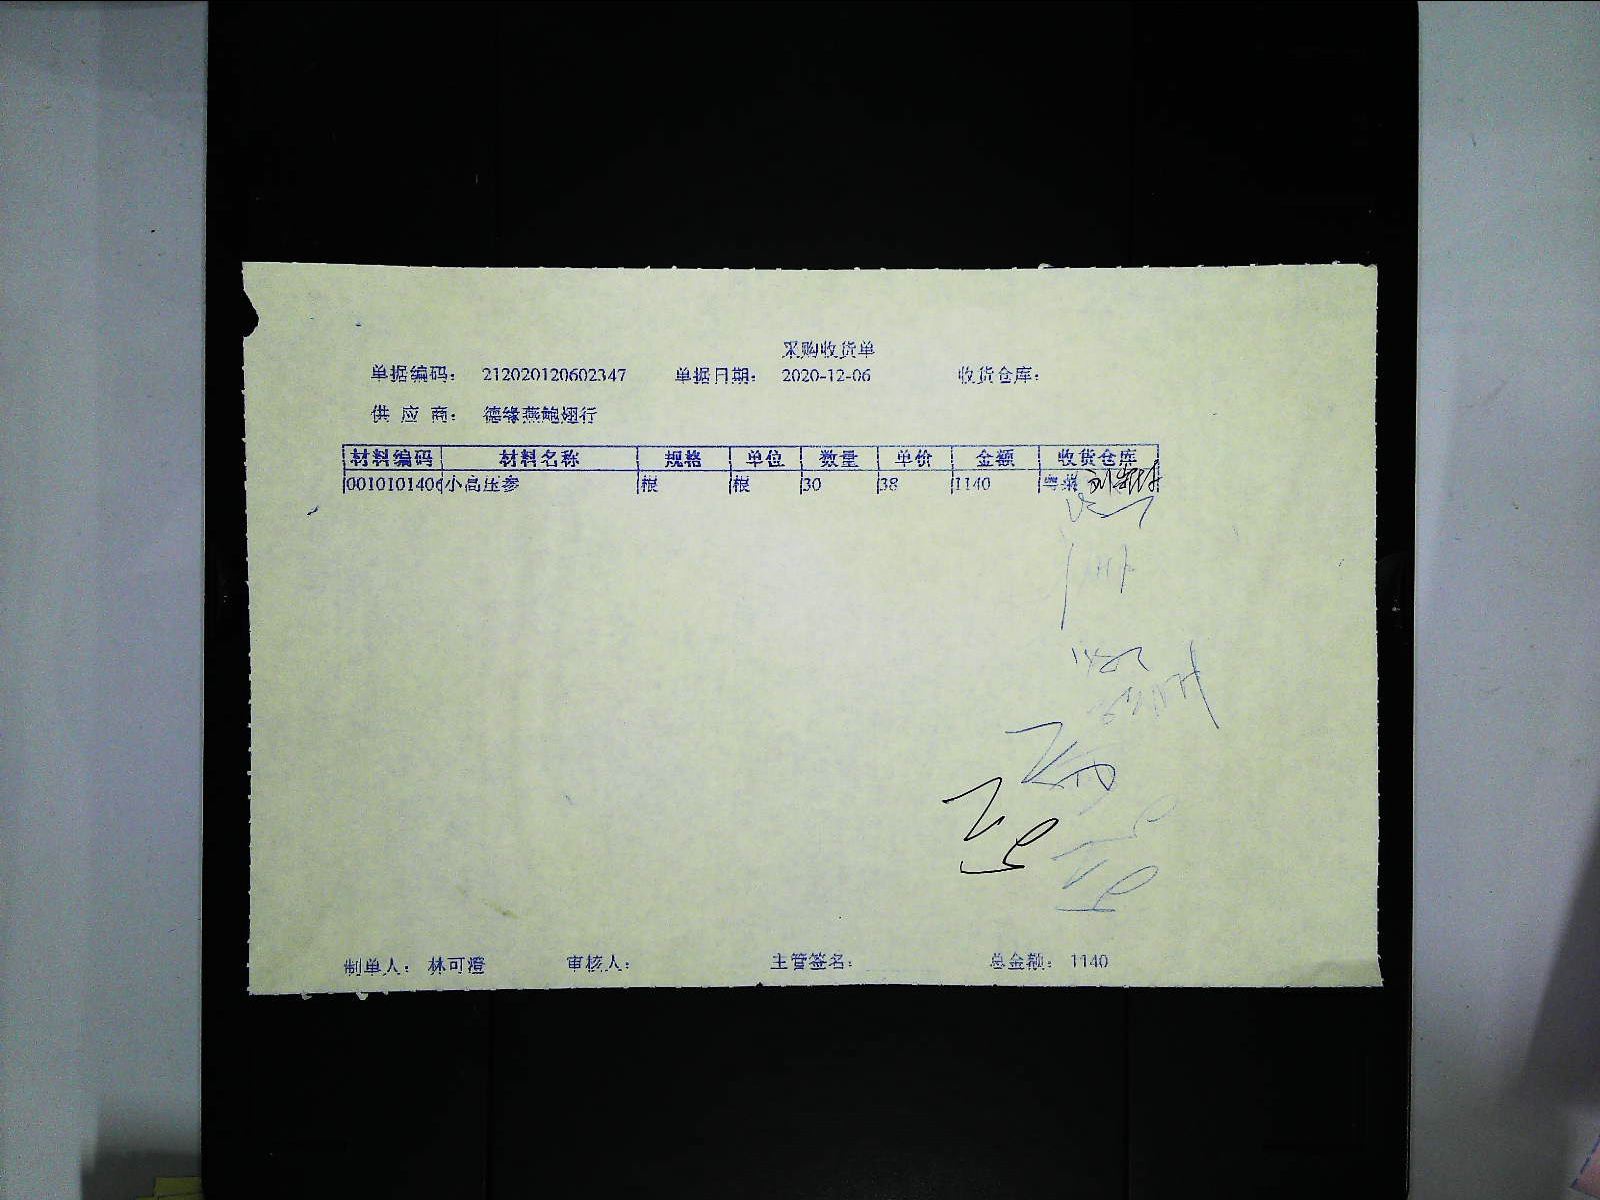 采购收货单
单据编码： 212020120602347 单据日期： 2020-12-06 收货仓库：
供 应 商： 德缘燕鲍翅行
材料编码 材料名称 规格 单位 数量 单价 金额 收货仓库
0010101406 小高压参 根 根 30 38 1140 粤菜
制单人： 林可澄 审核人： 主管签名： 总金额： 1140